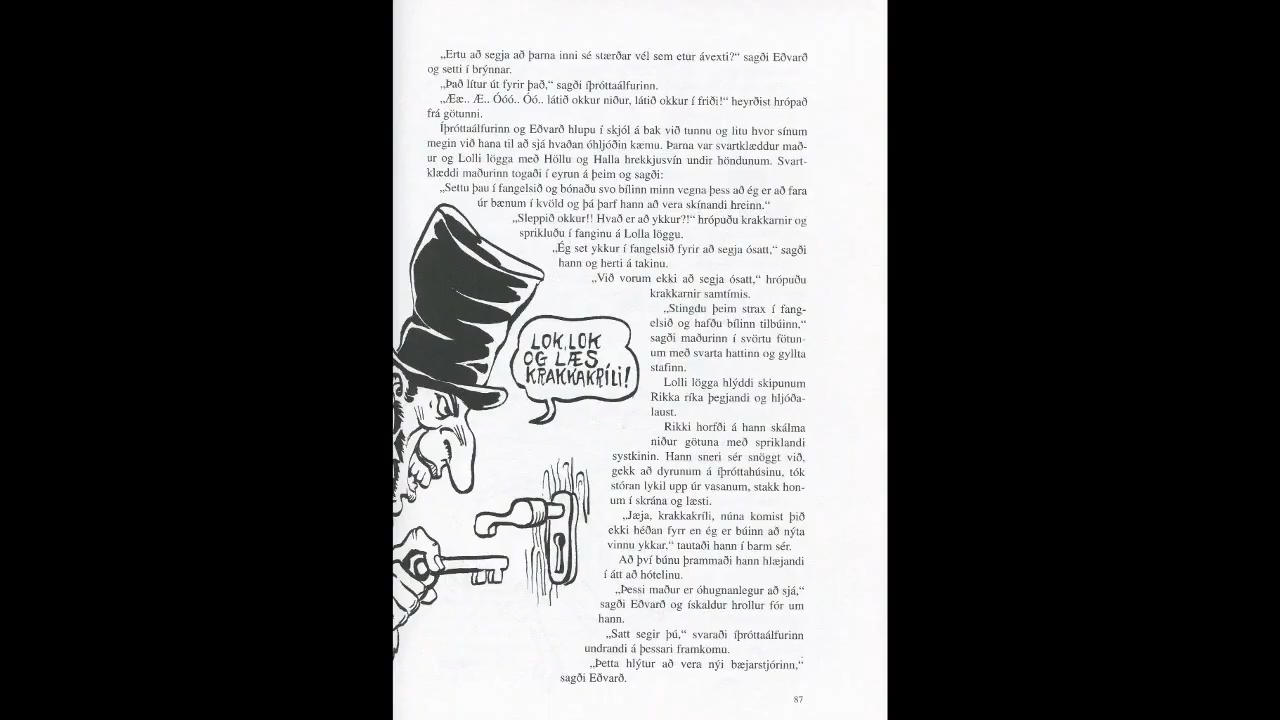 „Ertu að segja að þarna inni sé stærðar vél sem etur ávexti?“ sagði Eðvarð
og setti í brýnnar.
„Það lítur út fyrir það,“ sagði íþróttaálfurinn.
„Ææ.. Æ.. Óóó.. Óó.. látið okkur niður, látið okkur í friði!“ heyrðist hrópað
frá götunni.
Íþróttaálfurinn og Eðvarð hlupu í skjól á bak við tunnu og litu hvor sínum
megin við hana til að sjá hvaðan óhljóðin kæmu. Þarna var svartklæddur mað-
ur og Lolli lögga með Höllu og Halla hrekkjusvín undir höndunum. Svart-
klæddi maðurinn togaði í eyrun á þeim og sagði:
„Settu þau í fangelsið og bónaðu svo bílinn minn vegna þess að ég er að fara
úr bænum í kvöld og þá þarf hann að vera skínandi hreinn.“
„Sleppið okkur!! Hvað er að ykkur?!“ hrópuðu krakkarnir og
sprikluðu í fanginu á Lolla löggu.
„Ég set ykkur í fangelsið fyrir að segja ósatt,“ sagði
hann og herti á takinu.
„Við vorum ekki að segja ósatt,“ hrópuðu
krakkarnir samtímis.
„Stingdu þeim strax í fang-
elsið og hafðu bílinn tilbúinn,“
sagði maðurinn í svörtu fötun-
um með svarta hattinn og gyllta
stafinn.
Lolli lögga hlýddi skipunum
Rikka ríka þegjandi og hljóða-
laust.
Rikki horfði á hann skálma
niður götuna með spriklandi
systkinin. Hann sneri sér snöggt við,
gekk að dyrunum á íþróttahúsinu, tók
stóran lykil upp úr vasanum, stakk hon-
um í skrána og læsti.
„Jæja, krakkakríli, núna komist þið
ekki héðan fyrr en ég er búinn að nýta
vinnu ykkar,“ tautaði hann í barm sér.
Að því búnu þrammaði hann hlæjandi
í átt að hótelinu.
„Þessi maður er óhugnanlegur að sjá,“
sagði Eðvarð og ískaldur hrollur fór um
hann.
„Satt segir þú,“ svaraði íþróttaálfurinn
undrandi á þessari framkomu.
„Þetta hlýtur að vera nýi bæjarstjórinn,“
sagði Eðvarð.
LOK, LOK
OG LÆS
KRAKKAKRÍLI!
87